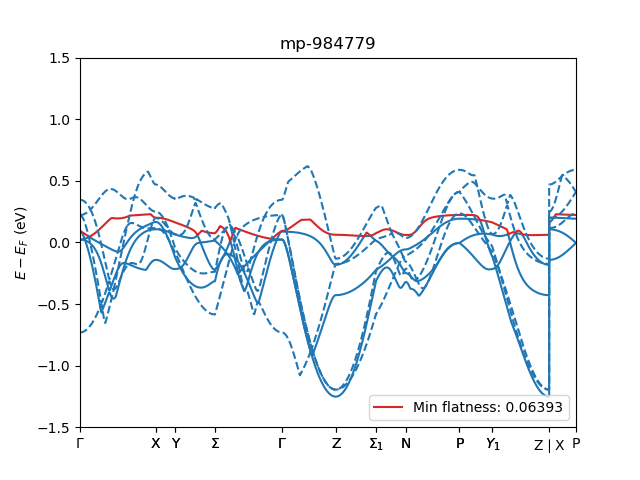 mp-984779
E − E_F (eV)
1.5
1.0
0.5
0.0
−0.5
−1.0
−1.5
Min flatness: 0.06393
Γ X Y Σ Γ Z Σ₁ N P Y₁ Z | X P